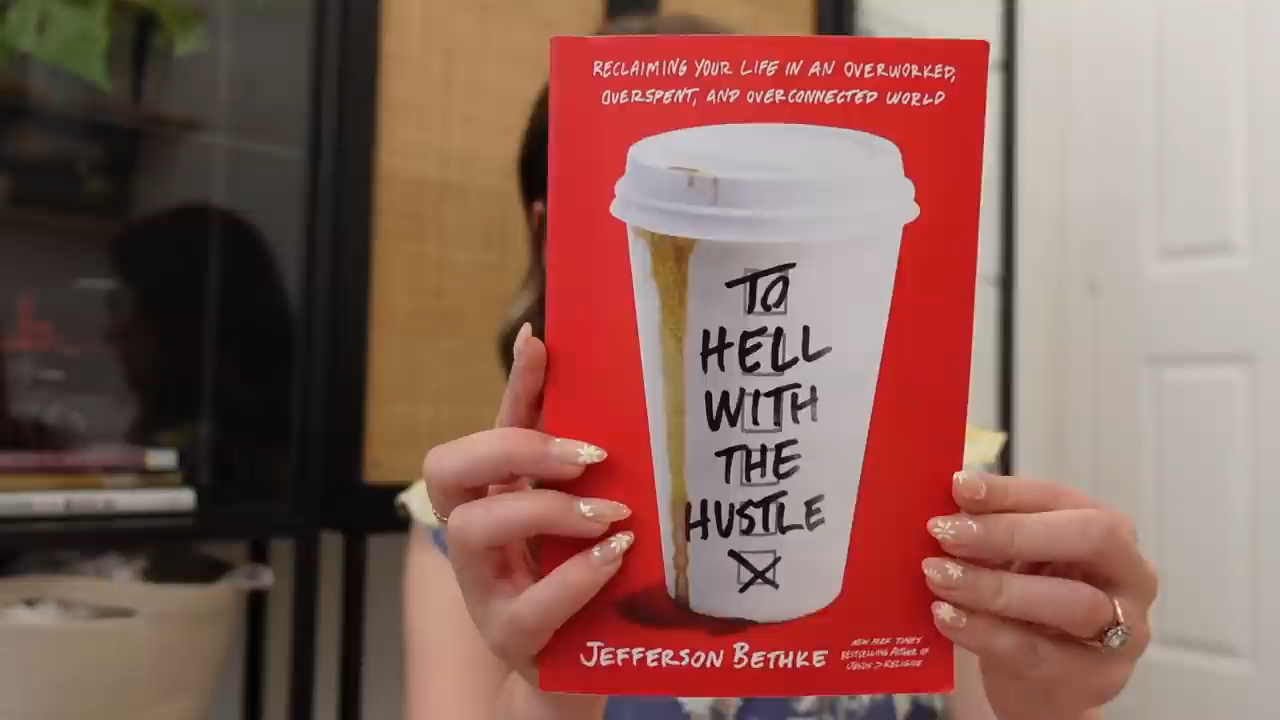 RECLAIMING YOUR LIFE IN AN OVERWORKED,
OVERSPENT, AND OVERCONNECTED WORLD
TO
HELL
WITH
THE
HUSTLE
JEFFERSON BETHKE
NEW YORK TIMES
BESTSELLING AUTHOR OF
JESUS > RELIGION